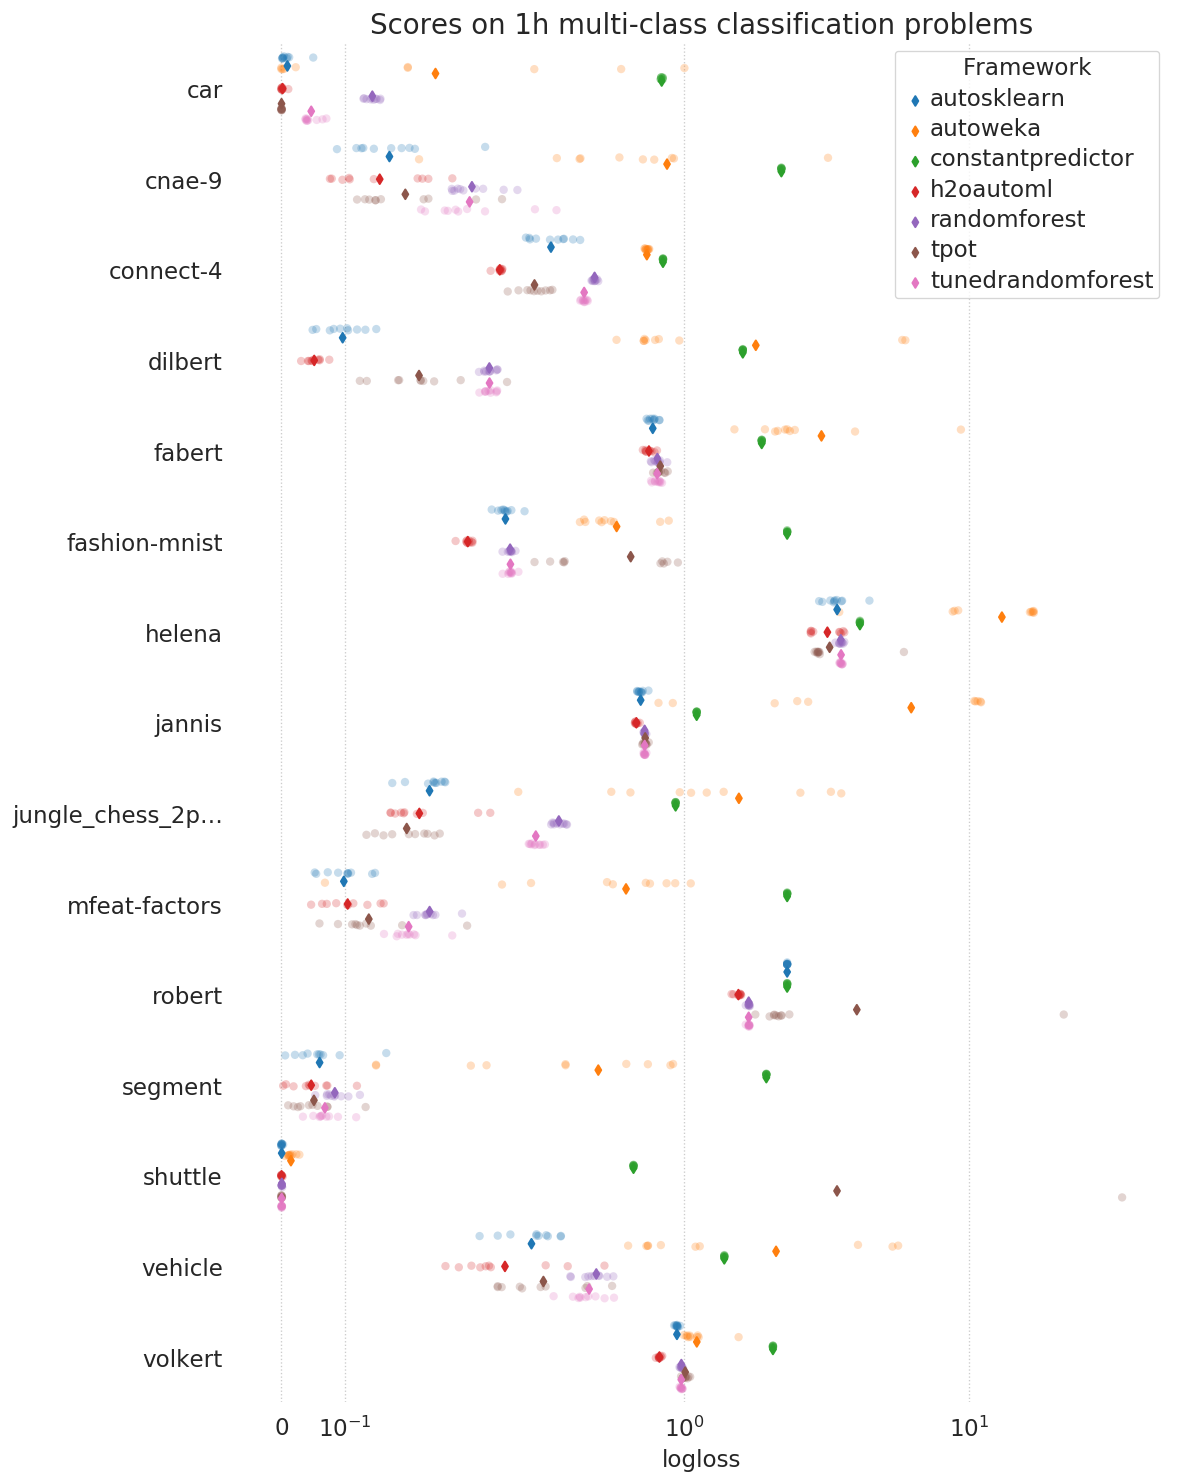 Scores on 1h multi-class classification problems
Framework
autosklearn
autoweka
constantpredictor
h2oautoml
randomforest
tpot
tunedrandomforest
car
cnae-9
connect-4
dilbert
fabert
fashion-mnist
helena
jannis
jungle_chess_2p…
mfeat-factors
robert
segment
shuttle
vehicle
volkert
0 10⁻¹ 10⁰ 10¹
logloss